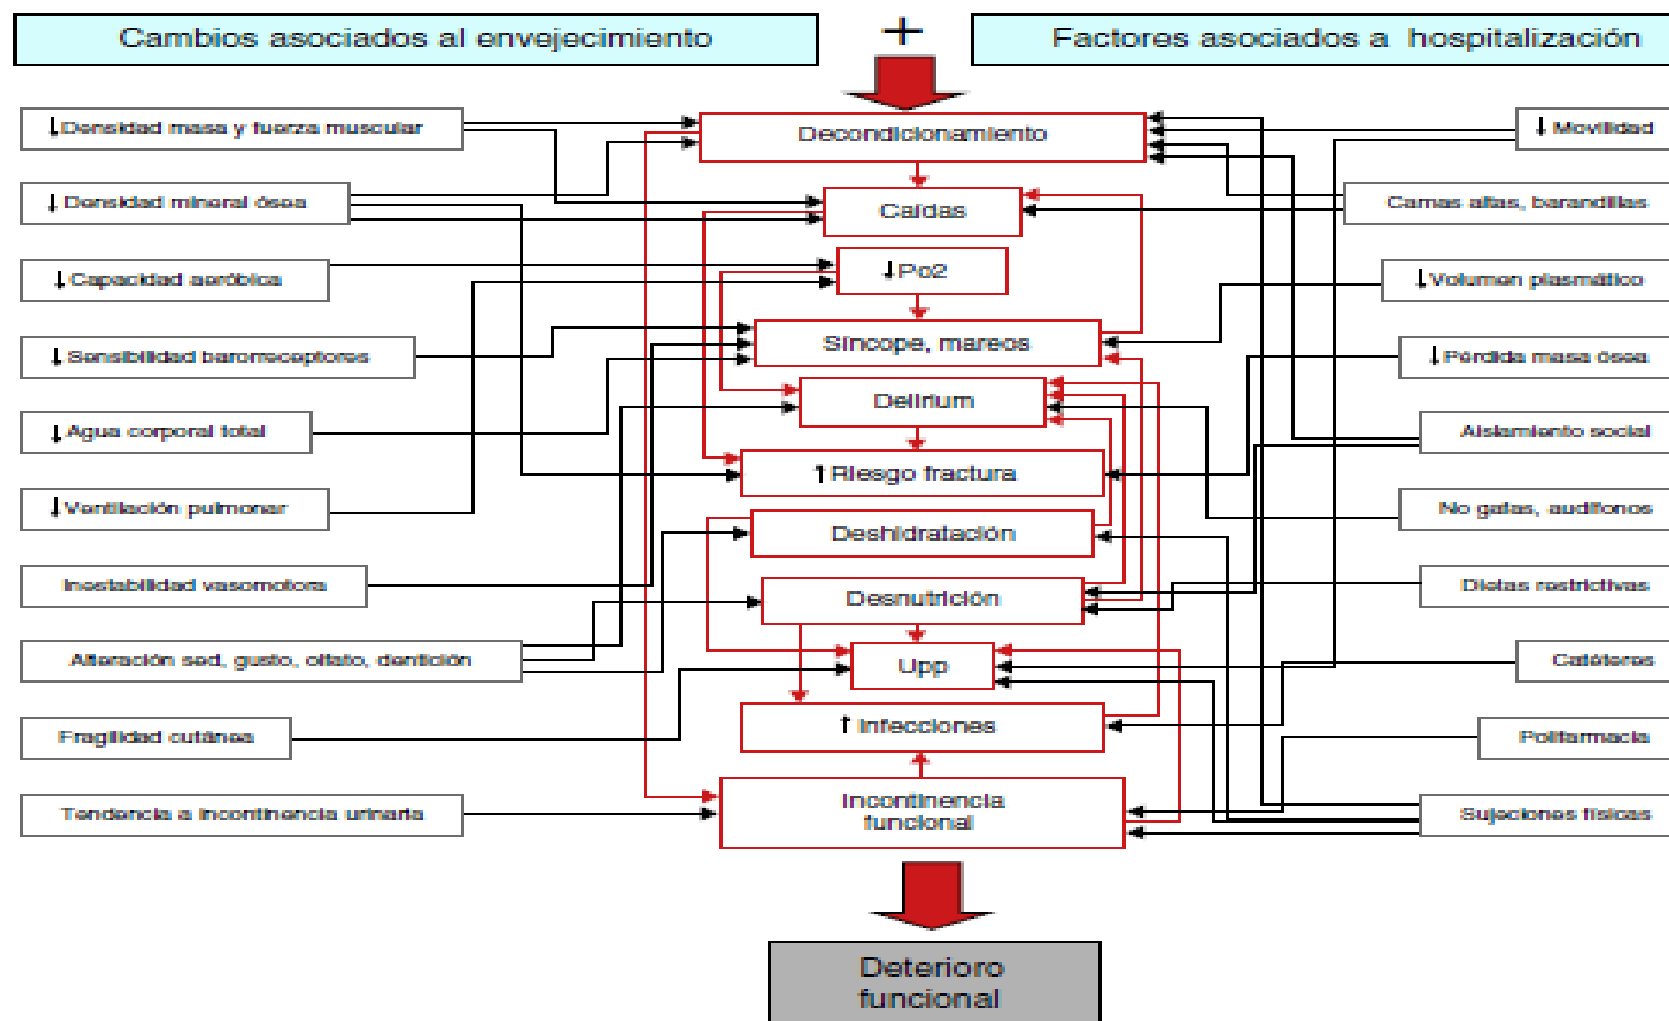 Cambios asociados al envejecimiento
+
Factores asociados a hospitalización
↓Densidad masa y fuerza muscular
↓Densidad mineral ósea
↓Capacidad aeróbica
↓Sensibilidad barorreceptores
↓Agua corporal total
↓Ventilación pulmonar
Inestabilidad vasomotora
Alteración sed, gusto, olfato, dentición
Fragilidad cutánea
Tendencia a incontinencia urinaria
Decondicionamiento
Caídas
↓Po2
Síncope, mareos
Delirium
↑Riesgo fractura
Deshidratación
Desnutrición
Upp
↑Infecciones
Incontinencia
funcional
↓Movilidad
Camas altas, barandillas
↓Volumen plasmático
↓Pérdida masa ósea
Aislamiento social
No gafas, audífonos
Dietas restrictivas
Catéteres
Polifarmacia
Sujeciones físicas
Deterioro
funcional